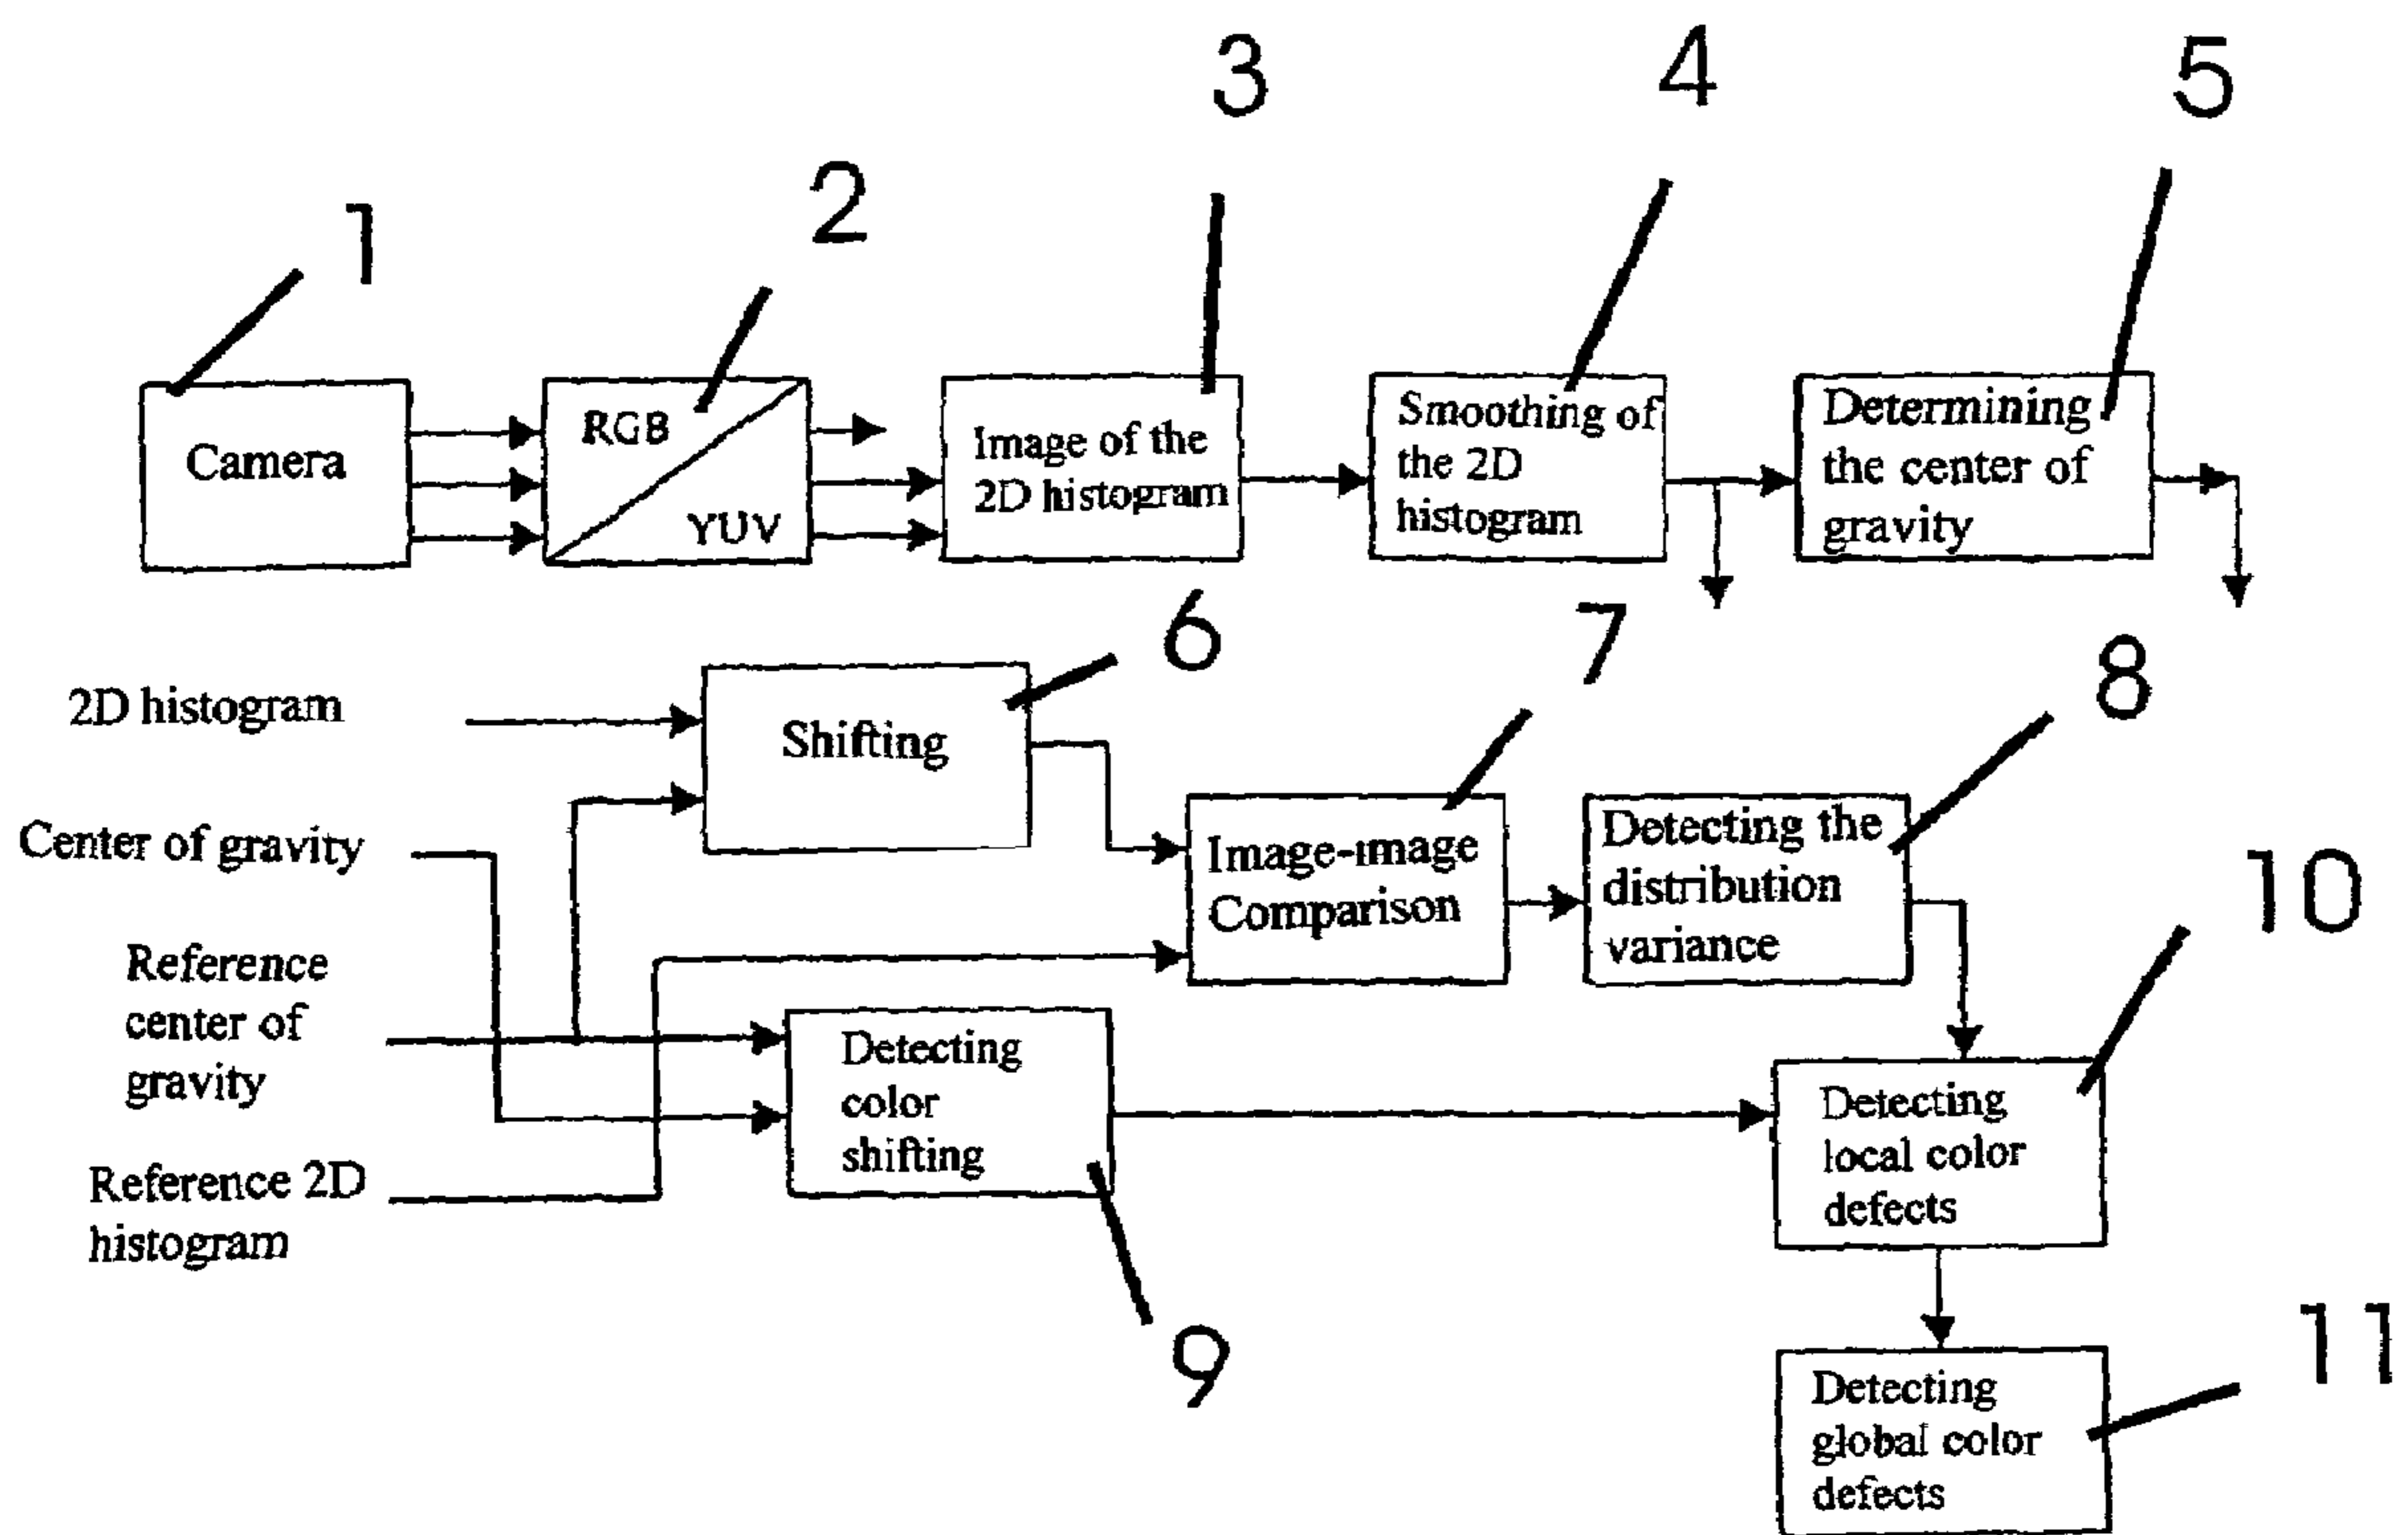 3
4
5
2
1
Camera
RGB
YUV
Image of the
2D histogram
Smoothing of
the 2D
histogram
Determining
the center of
gravity
6
7
8
2D histogram
Shifting
Center of gravity
Image-image
Comparison
Detecting the
distribution
variance
10
Reference
center of
gravity
Detecting
color
shifting
Detecting
local color
defects
Reference 2D
histogram
9
11
Detecting
global color
defects